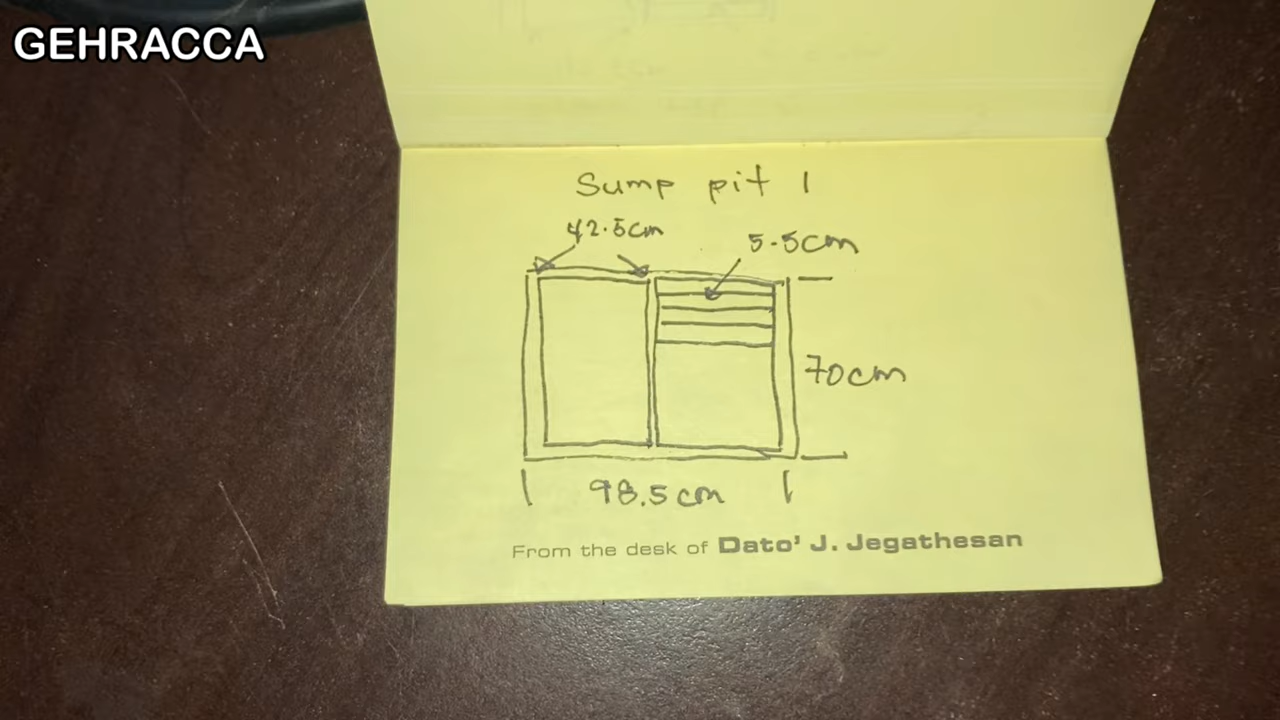 GEHRACCA
Sump pit 1
42.5cm
5.5cm
70cm
98.5cm
From the desk of Dato' J. Jegathesan